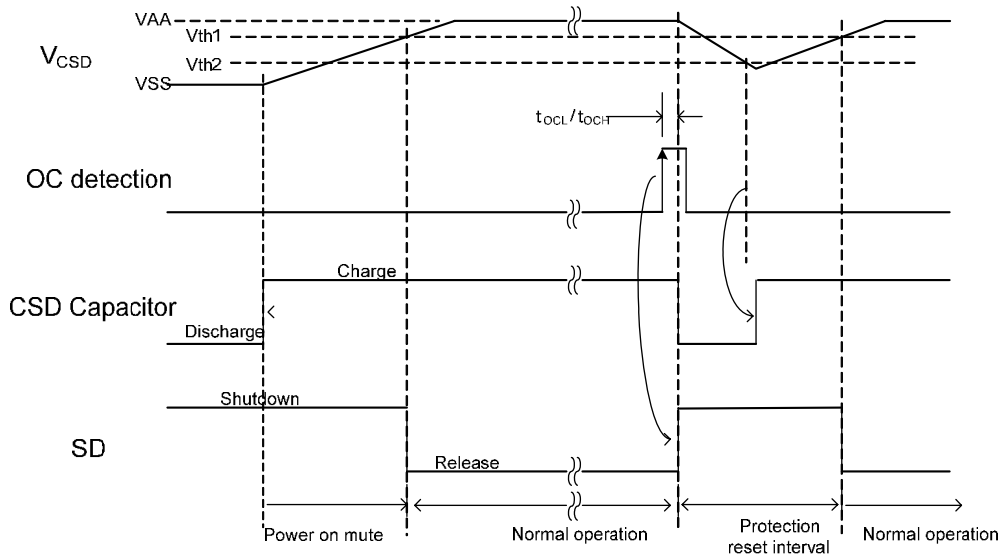 VAA
Vth1
VCSD
Vth2
VSS
tOCL/tOCH
OC detection
Charge
CSD Capacitor
Discharge
Shutdown
SD
Release
Power on mute
Normal operation
Protection
reset interval
Normal operation